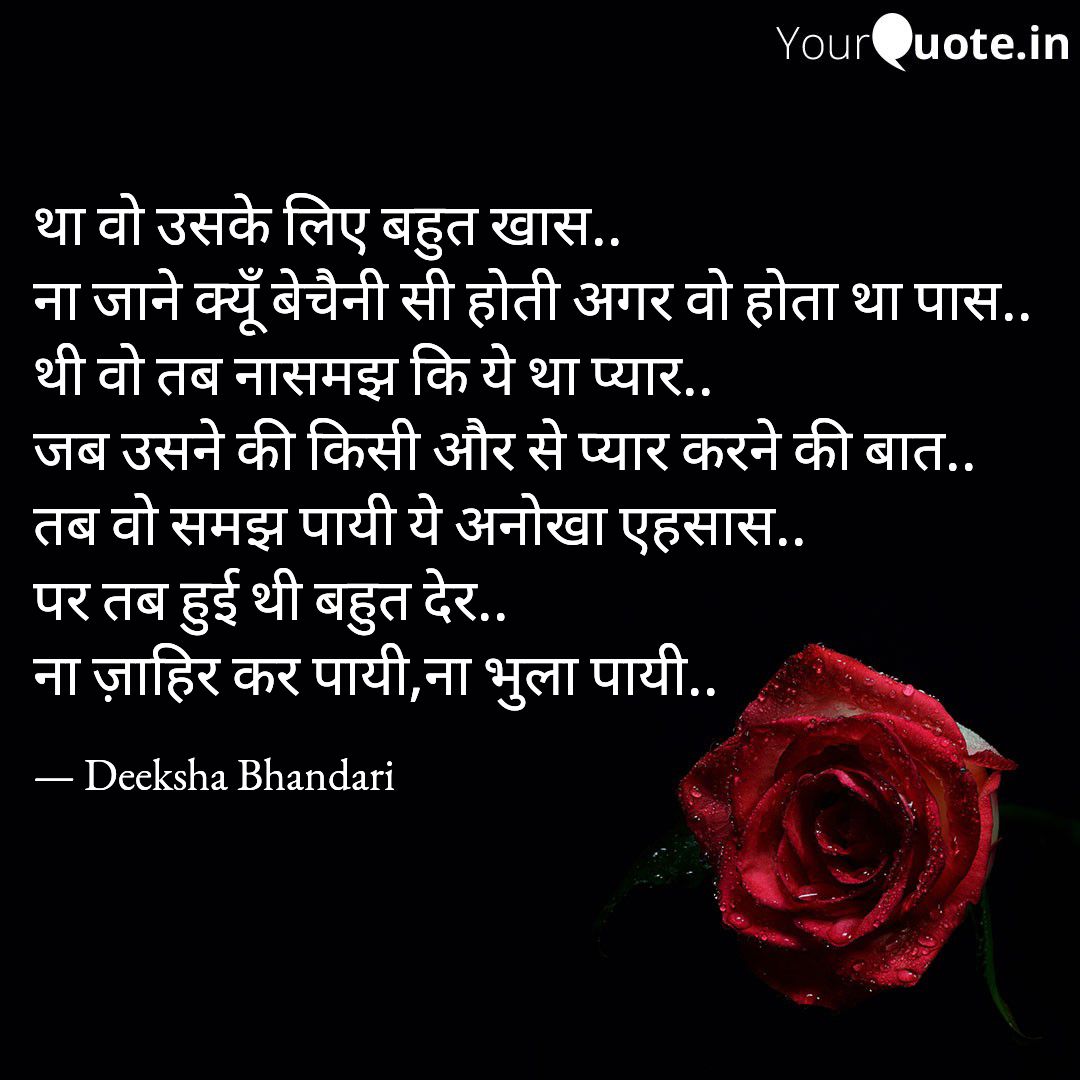 YourQuote.in
था वो उसके लिए बहुत खास..
ना जाने क्यूँ बेचैनी सी होती अगर वो होता था पास..
थी वो तब नासमझ कि ये था प्यार..
जब उसने की किसी और से प्यार करने की बात..
तब वो समझ पायी ये अनोखा एहसास..
पर तब हुई थी बहुत देर..
ना ज़ाहिर कर पायी,ना भुला पायी..
— Deeksha Bhandari